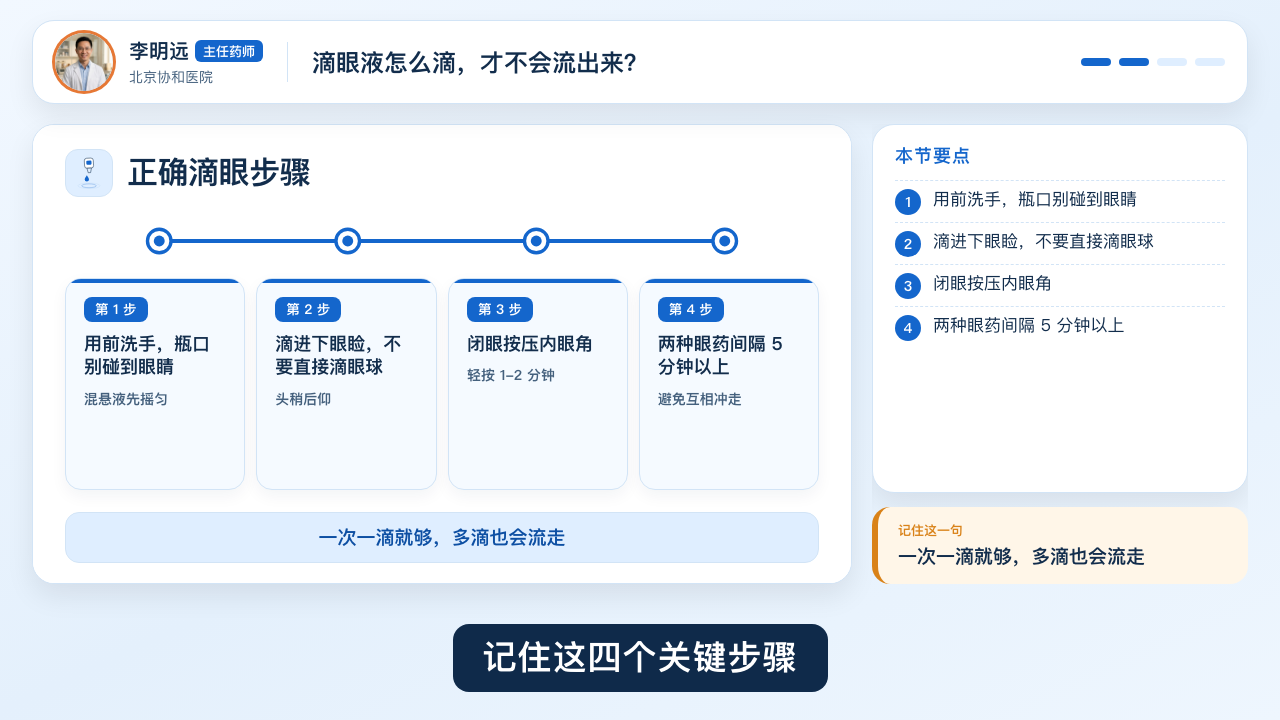 李明远 主任药师
北京协和医院
滴眼液怎么滴，才不会流出来？
正确滴眼步骤
第 1 步
用前洗手，瓶口
别碰到眼睛
混悬液先摇匀
第 2 步
滴进下眼睑，不
要直接滴眼球
头稍后仰
第 3 步
闭眼按压内眼角
轻按 1–2 分钟
第 4 步
两种眼药间隔 5
分钟以上
避免互相冲走
一次一滴就够，多滴也会流走
本节要点
1 用前洗手，瓶口别碰到眼睛
2 滴进下眼睑，不要直接滴眼球
3 闭眼按压内眼角
4 两种眼药间隔 5 分钟以上
记住这一句
一次一滴就够，多滴也会流走
记住这四个关键步骤